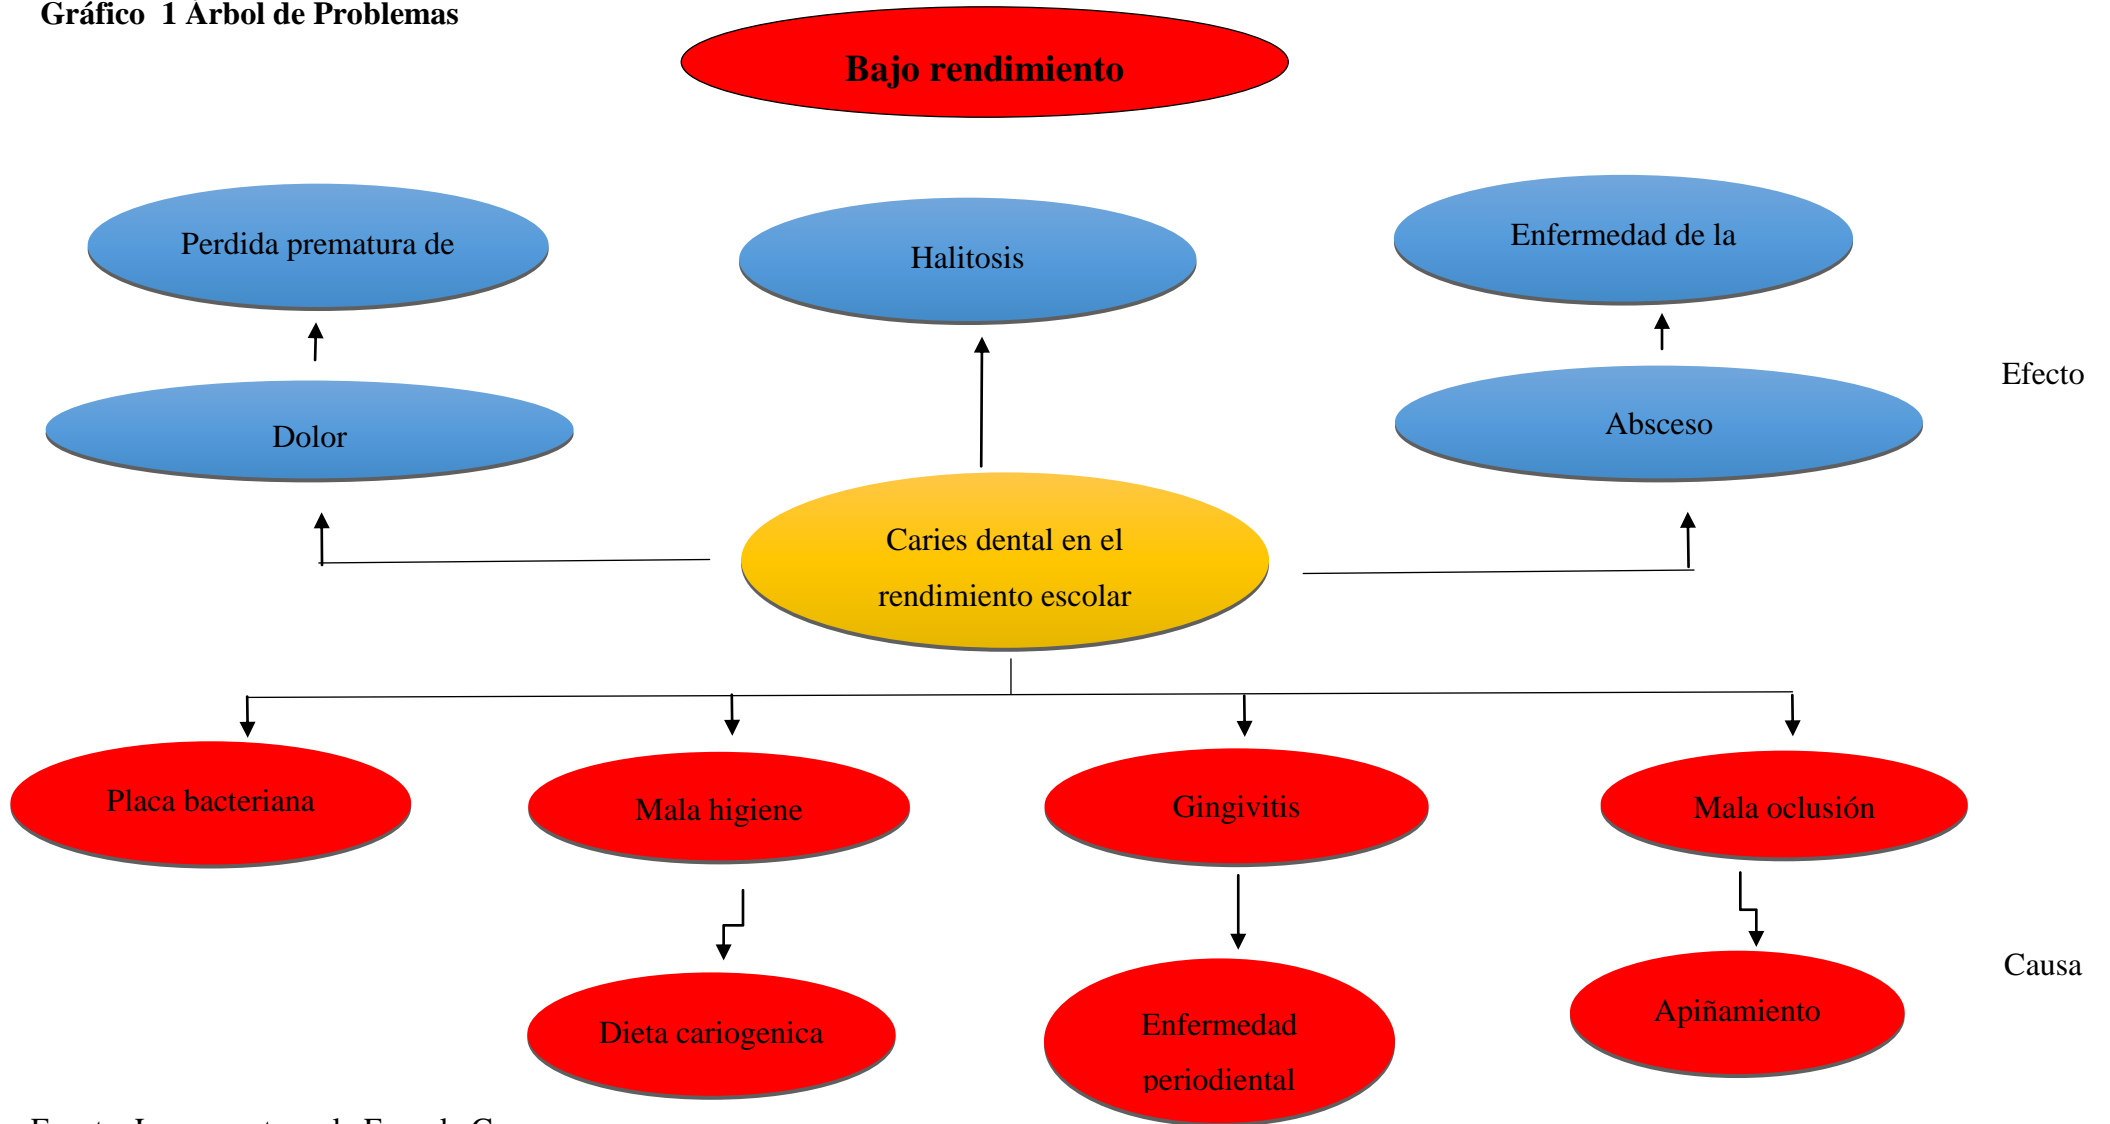 Gráfico 1 Árbol de Problemas
Bajo rendimiento
Perdida prematura de
Halitosis
Enfermedad de la
Efecto
Dolor
Absceso
Caries dental en el
rendimiento escolar
Placa bacteriana
Mala higiene
Gingivitis
Mala oclusión
Causa
Dieta cariogenica
Enfermedad
periodiental
Apiñamiento